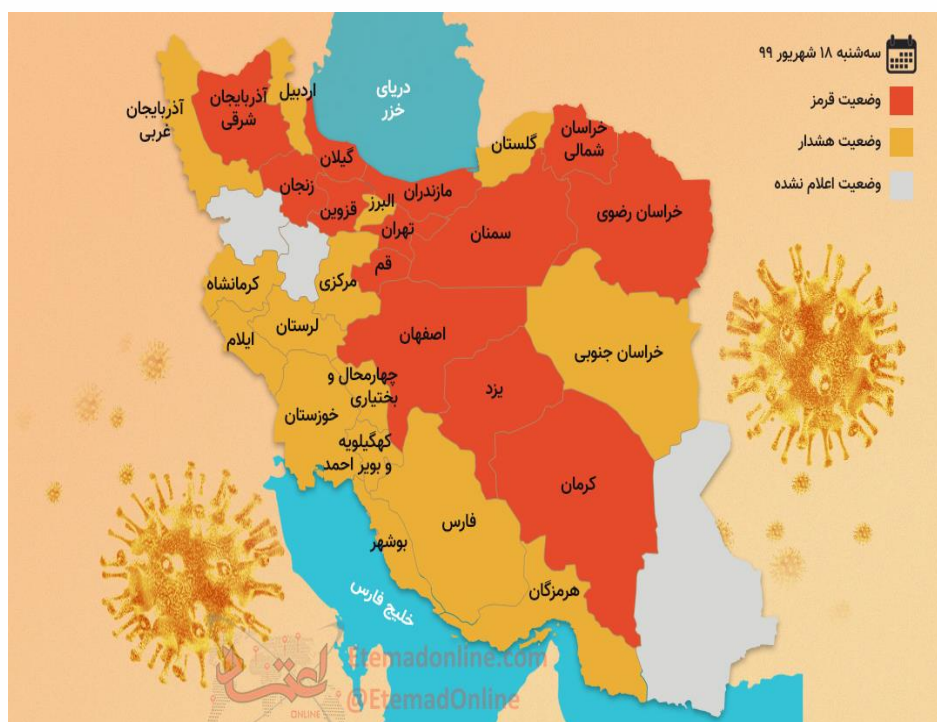 سه‌شنبه ۱۸ شهریور ۹۹
وضعیت قرمز
وضعیت هشدار
وضعیت اعلام نشده
دریای
خزر
اردبیل
آذربایجان
شرقی
آذربایجان
غربی
گیلان
زنجان
قزوین
البرز
مازندران
تهران
گلستان
خراسان
شمالی
خراسان رضوی
سمنان
قم
مرکزی
کرمانشاه
لرستان
ایلام
اصفهان
خراسان جنوبی
یزد
چهارمحال و
بختیاری
خوزستان
کهگیلویه
و بویر احمد
کرمان
فارس
بوشهر
هرمزگان
خلیج فارس
اعتماد
ONLINE
Etemadonline.com
@EtemadOnline